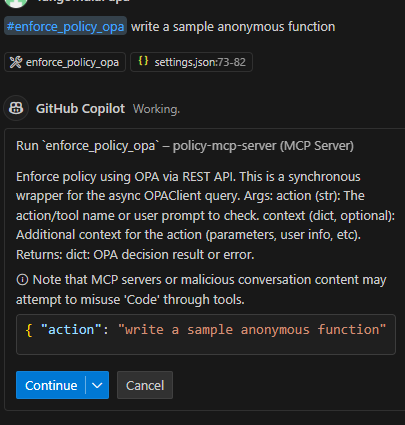 #enforce_policy_opa write a sample anonymous function
enforce_policy_opa
{} settings.json:73-82
GitHub Copilot Working.
Run `enforce_policy_opa` – policy-mcp-server (MCP Server)
Enforce policy using OPA via REST API. This is a synchronous
wrapper for the async OPAClient query. Args: action (str): The
action/tool name or user prompt to check. context (dict, optional):
Additional context for the action (parameters, user info, etc).
Returns: dict: OPA decision result or error.
Note that MCP servers or malicious conversation content may
attempt to misuse 'Code' through tools.
{ "action": "write a sample anonymous function"
Continue
Cancel